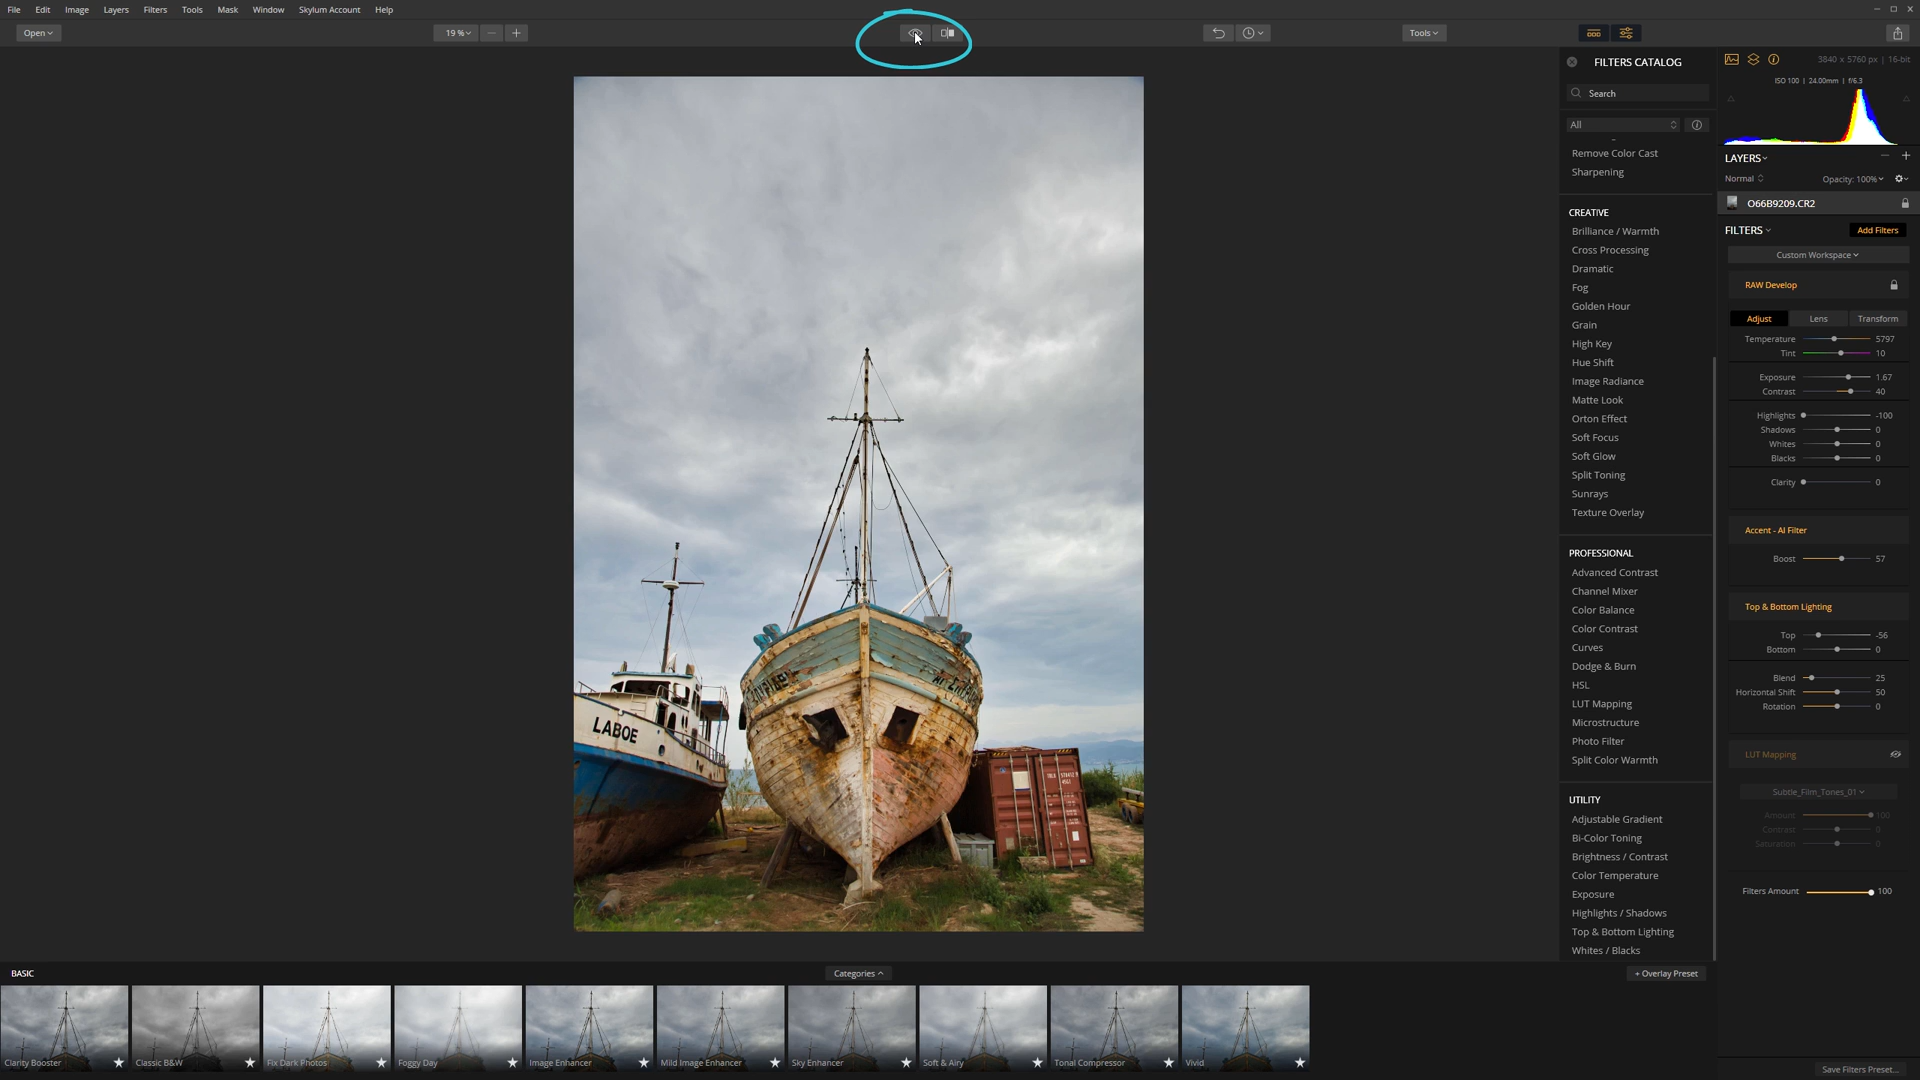 File Edit Image Layers Filters Tools Mask Window Skylum Account Help
Open 19 % Tools
FILTERS CATALOG
Search
All
Remove Color Cast
Sharpening
CREATIVE
Brilliance / Warmth
Cross Processing
Dramatic
Fog
Golden Hour
Grain
High Key
Hue Shift
Image Radiance
Matte Look
Orton Effect
Soft Focus
Soft Glow
Split Toning
Sunrays
Texture Overlay
PROFESSIONAL
Advanced Contrast
Channel Mixer
Color Balance
Color Contrast
Curves
Dodge & Burn
HSL
LUT Mapping
Microstructure
Photo Filter
Split Color Warmth
UTILITY
Adjustable Gradient
Bi-Color Toning
Brightness / Contrast
Color Temperature
Exposure
Highlights / Shadows
Top & Bottom Lighting
Whites / Blacks
3840 x 5760 px | 16-bit
ISO 100 | 24.00mm | f/6.3
LAYERS
Normal Opacity: 100%
O66B9209.CR2
FILTERS Add Filters
Custom Workspace
RAW Develop
Adjust Lens Transform
Temperature 5797
Tint 10
Exposure 1.67
Contrast 40
Highlights -100
Shadows 0
Whites 0
Blacks 0
Clarity 0
Accent - AI Filter
Boost 57
Top & Bottom Lighting
Top -56
Bottom 0
Blend 25
Horizontal Shift 50
Rotation 0
LUT Mapping
Subtle_Film_Tones_01
Amount 100
Contrast 0
Saturation 0
Filters Amount 100
Save Filters Preset...
LABOE
BASIC Categories + Overlay Preset
Clarity Booster Classic B&W Fix Dark Photos Foggy Day Image Enhancer Mild Image Enhancer Sky Enhancer Soft & Airy Tonal Compressor Vivid